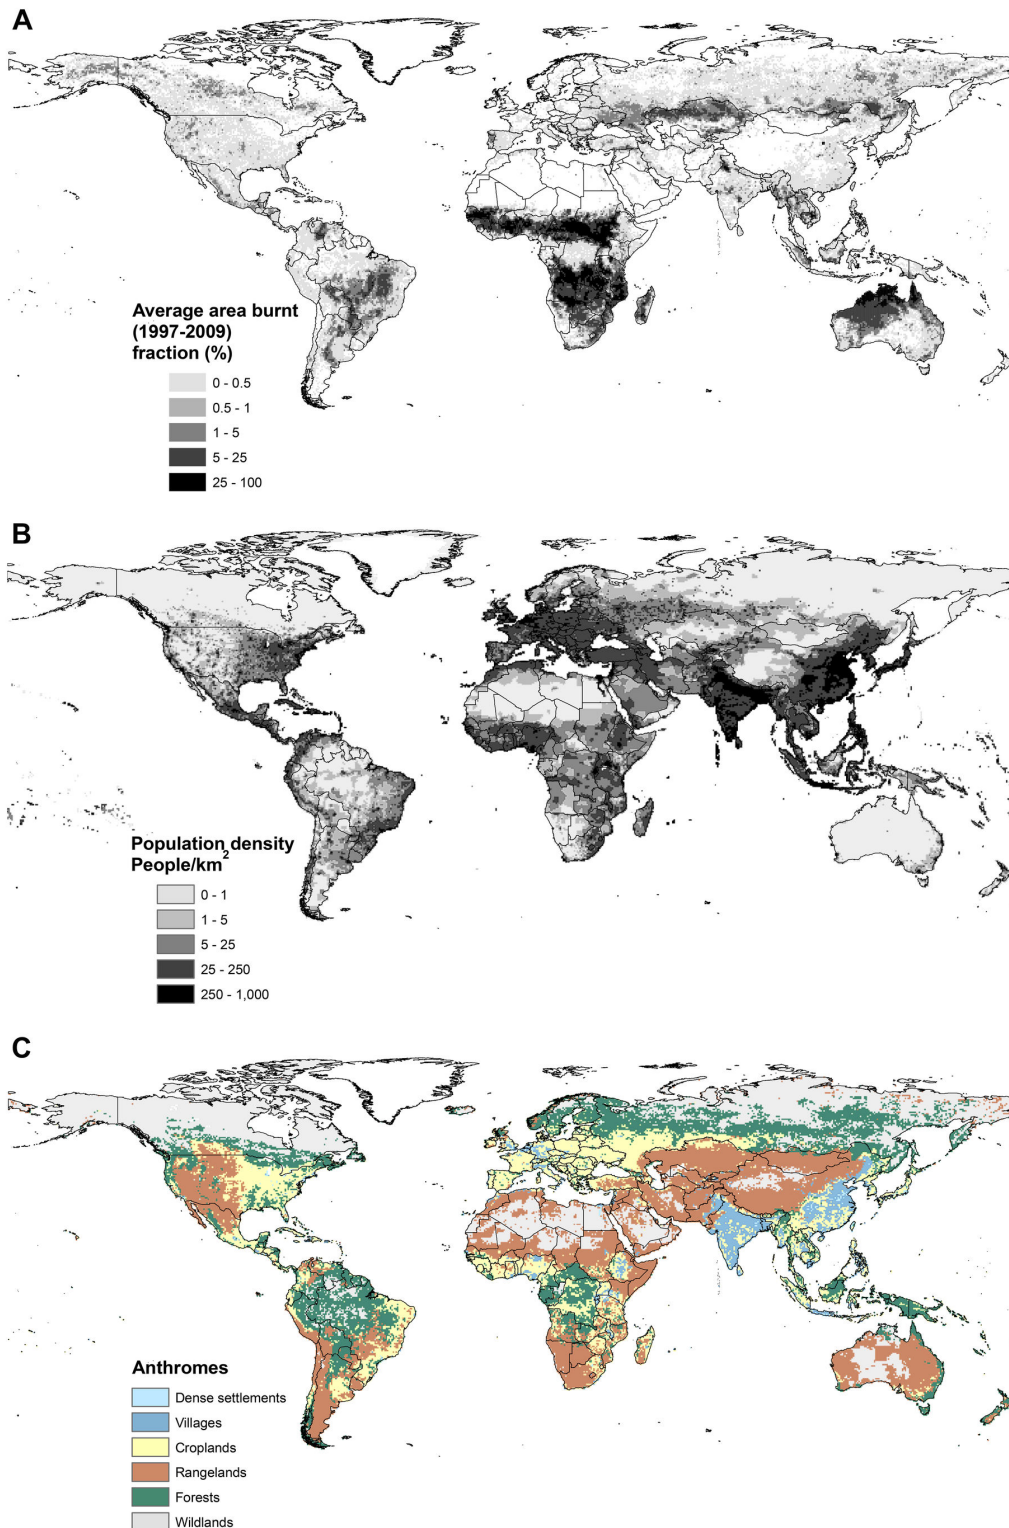 A
Average area burnt
(1997-2009)
fraction (%)
0 - 0.5
0.5 - 1
1 - 5
5 - 25
25 - 100
B
Population density
People/km²
0 - 1
1 - 5
5 - 25
25 - 250
250 - 1,000
C
Anthromes
Dense settlements
Villages
Croplands
Rangelands
Forests
Wildlands